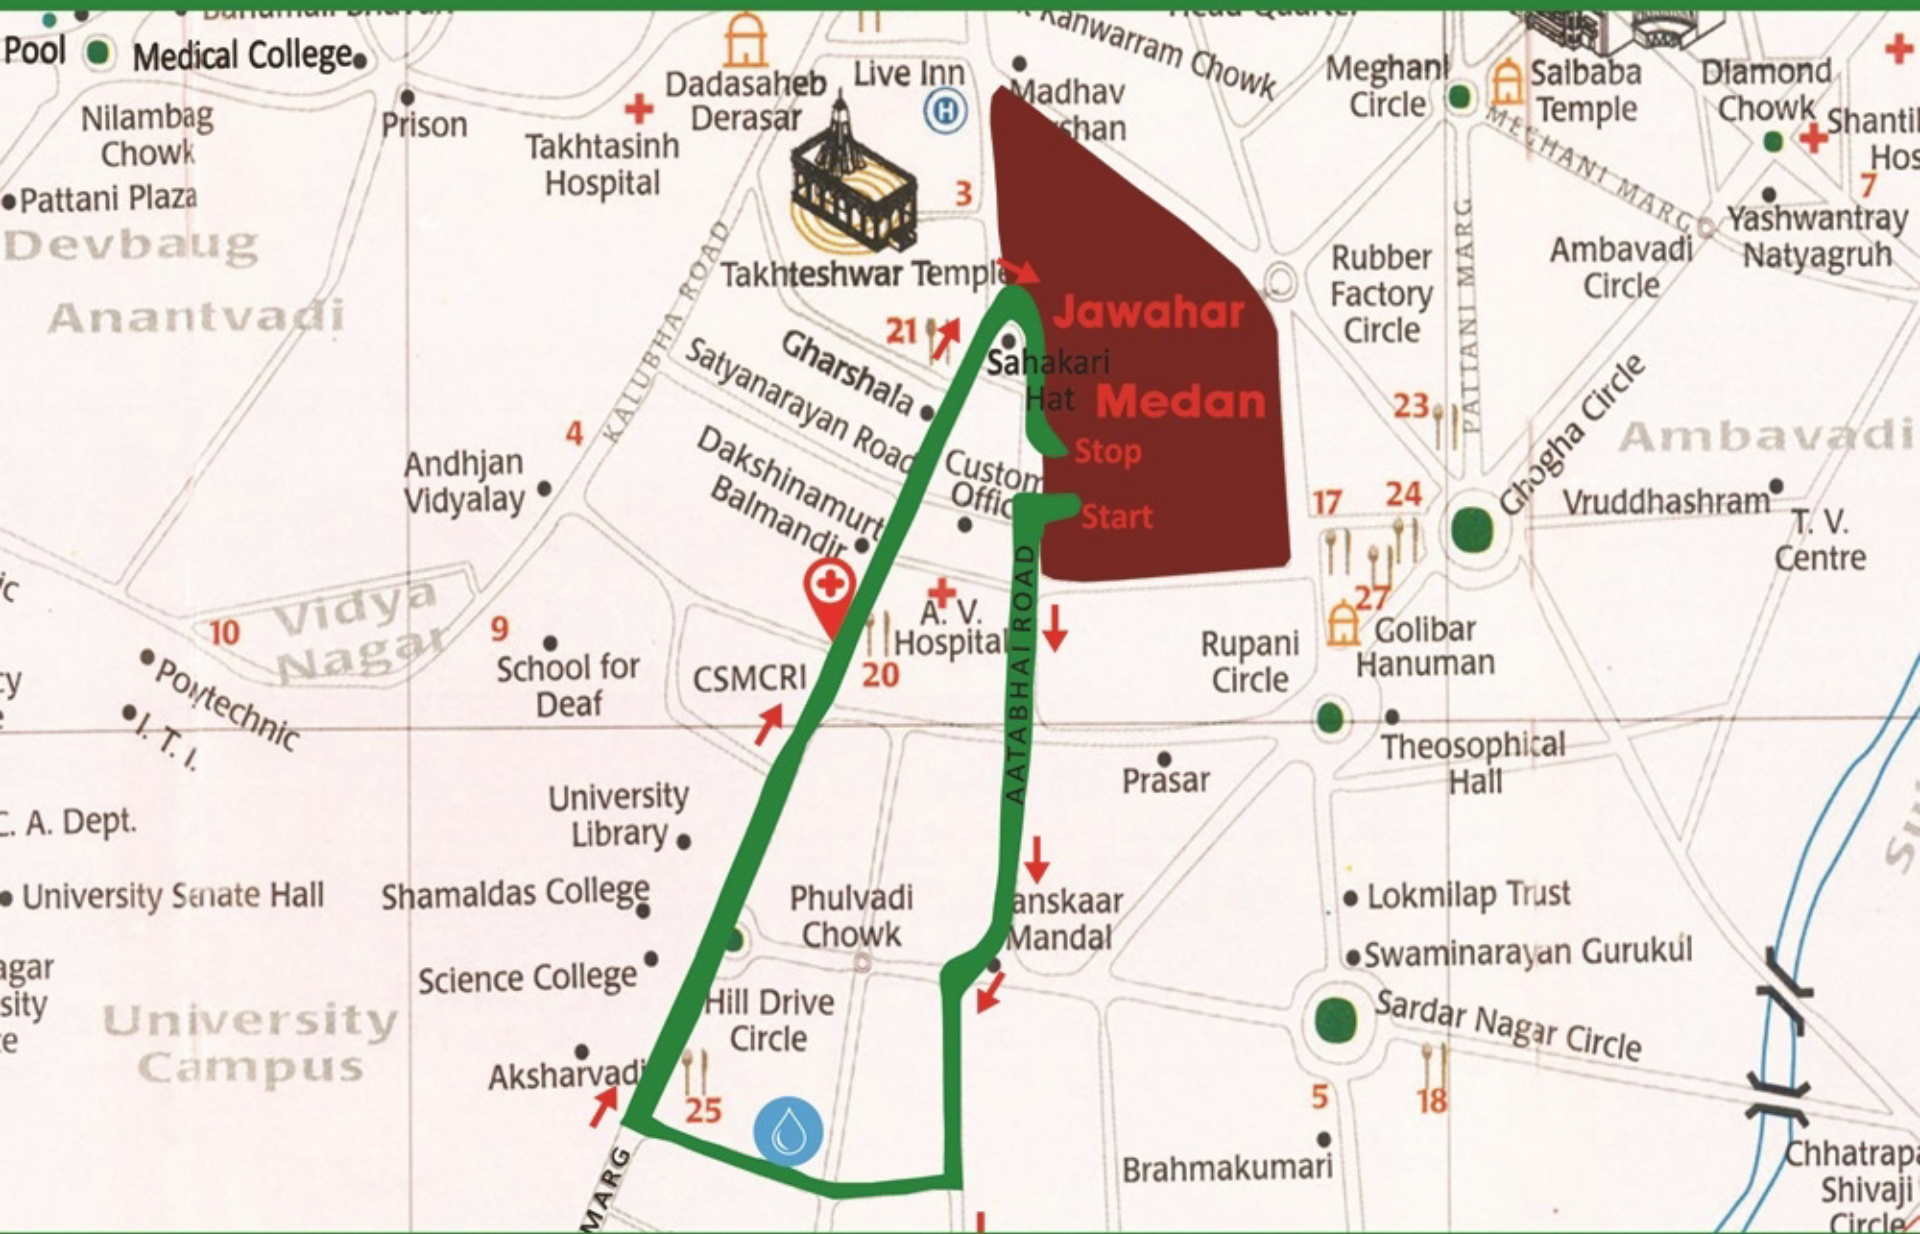 Pool
Medical College
Nilambag
Chowk
Prison
Pattani Plaza
Devbaug
Anantvadi
Takhtasinh
Hospital
Dadasaheb
Derasar
Live Inn
H
3
Takhteshwar Temple
Kanwarram Chowk
Madhav
Meghani
Circle
Saibaba
Temple
Diamond
Chowk
7
MEGHANI MARG
Yashwantray
Natyagruh
Ambavadi
Circle
Rubber
Factory
Circle
PATTANI MARG
KALUBHA ROAD
Jawahar
Medan
Stop
Start
21
Gharshala
Satyanarayan Road
Sahakari
Hat
Dakshinamurt
Balmandir
Custom
Offic
4
Andhjan
Vidyalay
23
Ghogha Circle
Ambavadi
17
24
27
Vruddhashram
T. V.
Centre
Golibar
Hanuman
Rupani
Circle
Vidya
Nagar
10
9
School for
Deaf
Poytechnic
I. T. I.
CSMCRI
20
A. V.
Hospital
AATABHAI ROAD
Theosophical
Hall
Prasar
University
Library
C. A. Dept.
University Senate Hall
Shamaldas College
Science College
Phulvadi
Chowk
anskaar
Mandal
Lokmilap Trust
Swaminarayan Gurukul
Sardar Nagar Circle
University
Campus
Hill Drive
Circle
Aksharvadi
25
5
18
Brahmakumari
MARG
Chhatrapa
Shivaji
Circle